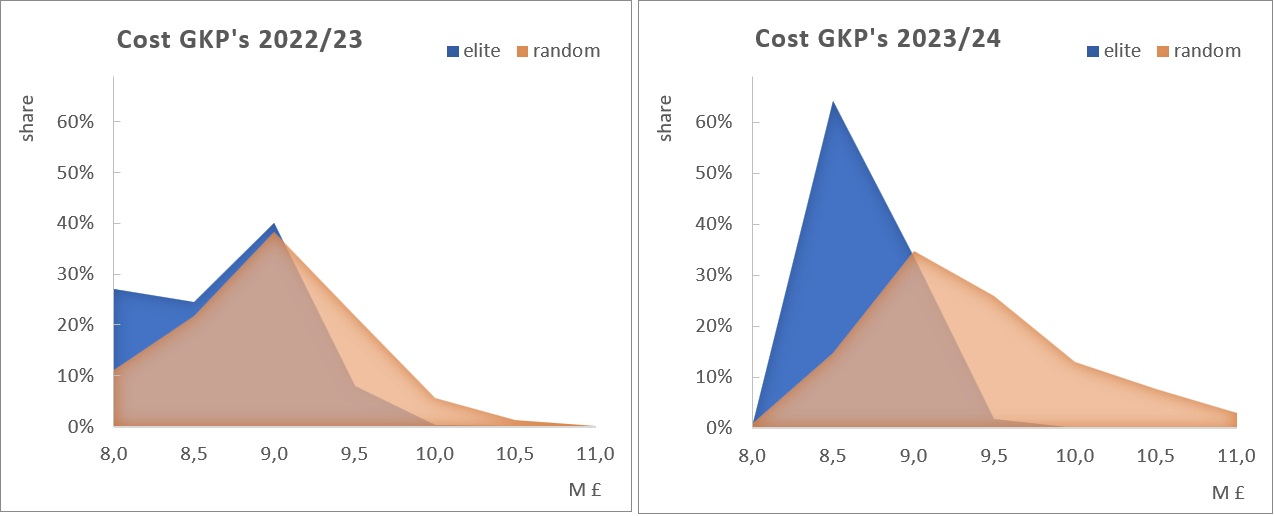 Cost GKP's 2022/23
elite random
share
60%
50%
40%
30%
20%
10%
0%
8,0 8,5 9,0 9,5 10,0 10,5 11,0
M £
Cost GKP's 2023/24
elite random
share
60%
50%
40%
30%
20%
10%
0%
8,0 8,5 9,0 9,5 10,0 10,5 11,0
M £